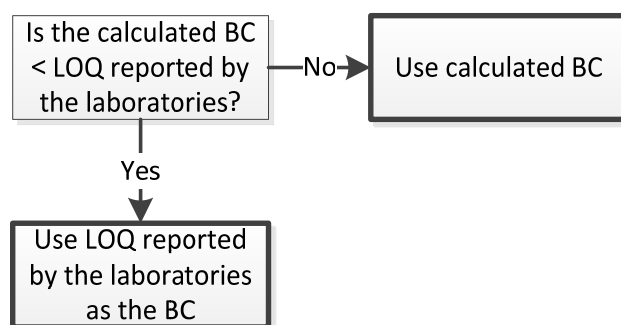 Is the calculated BC
< LOQ reported by
the laboratories?
No
Use calculated BC
Yes
Use LOQ reported
by the laboratories
as the BC